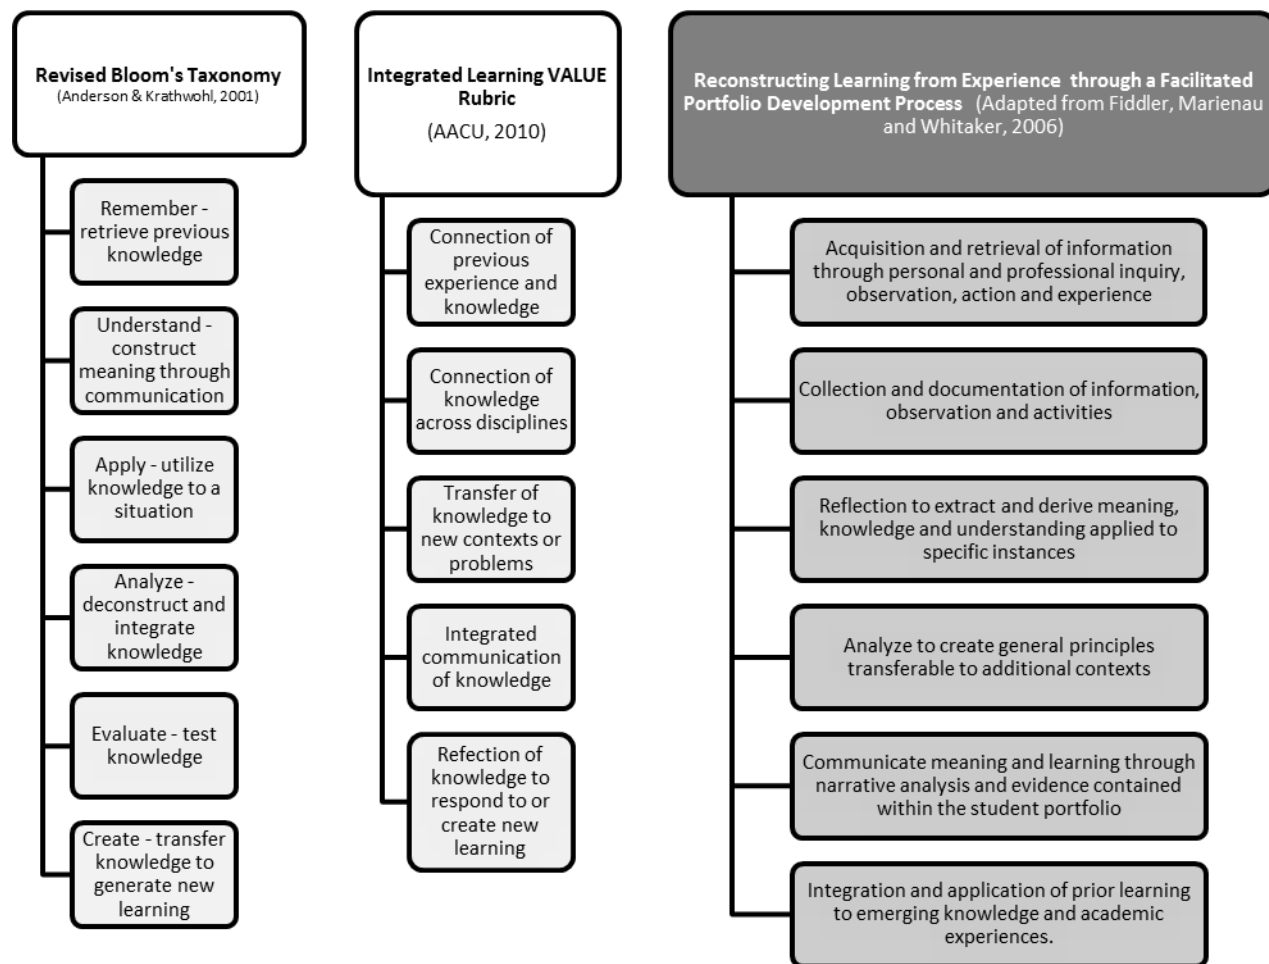 Revised Bloom's Taxonomy
(Anderson & Krathwohl, 2001)
Remember -
retrieve previous
knowledge
Understand -
construct
meaning through
communication
Apply - utilize
knowledge to a
situation
Analyze -
deconstruct and
integrate
knowledge
Evaluate - test
knowledge
Create - transfer
knowledge to
generate new
learning
Integrated Learning VALUE
Rubric
(AACU, 2010)
Connection of
previous
experience and
knowledge
Connection of
knowledge
across disciplines
Transfer of
knowledge to
new contexts or
problems
Integrated
communication
of knowledge
Refection of
knowledge to
respond to or
create new
learning
Reconstructing Learning from Experience through a Facilitated
Portfolio Development Process (Adapted from Fiddler, Marienau
and Whitaker, 2006)
Acquisition and retrieval of information
through personal and professional inquiry,
observation, action and experience
Collection and documentation of information,
observation and activities
Reflection to extract and derive meaning,
knowledge and understanding applied to
specific instances
Analyze to create general principles
transferable to additional contexts
Communicate meaning and learning through
narrative analysis and evidence contained
within the student portfolio
Integration and application of prior learning
to emerging knowledge and academic
experiences.